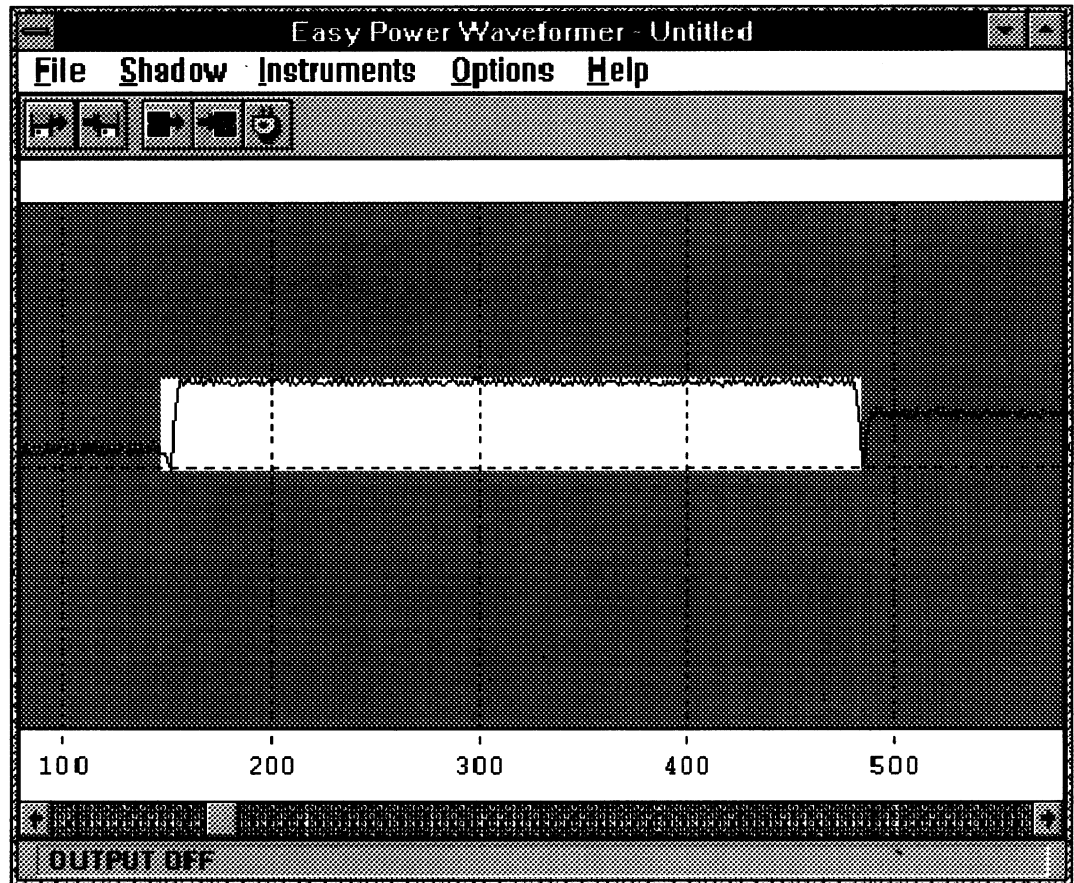 Easy Power Waveformer - Untitled
File Shadow Instruments Options Help
100 200 300 400 500
OUTPUT OFF